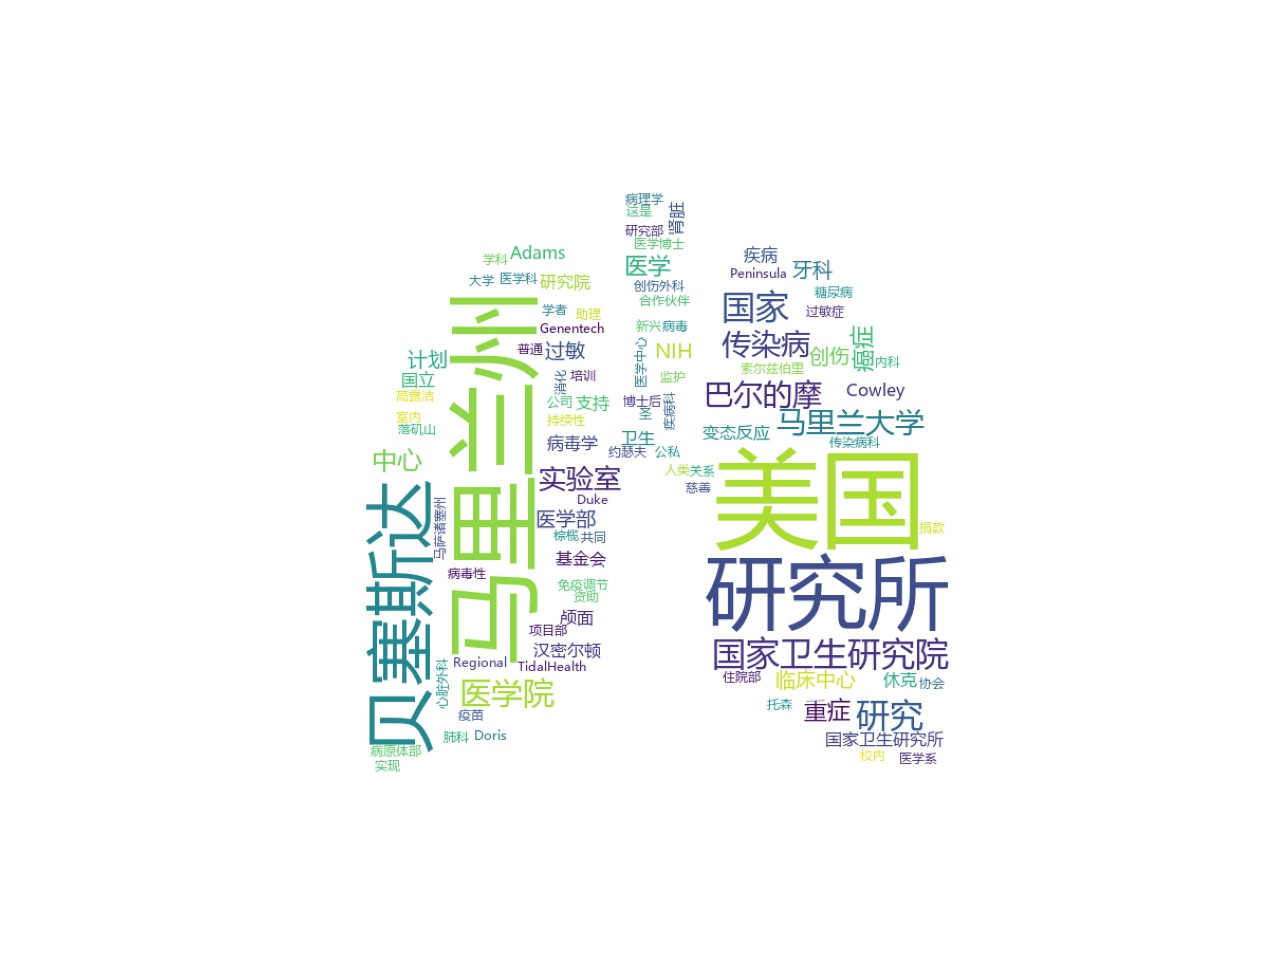 病理学
这是
肾脏
研究部
医学博士
医学
创伤外科
合作伙伴
新兴
病毒
医学中心
NIH
监护
疾病科
博士后
圣
卫生
约瑟夫
公私
人类
关系
慈善
学科
Adams
大学
医学科
研究院
学者
助理
Genentech
马里兰州
普通
过敏
计划
国立
消化
培训
高露洁
公司
支持
室内
持续性
落矶山
病毒学
中心
实验室
贝塞斯达
马萨诸塞州
Duke
医学部
棕榄
共同
基金会
病毒性
免疫调节
资助
颅面
项目部
汉密尔顿
Regional
TidalHealth
心脏外科
医学院
疫苗
肺科
Doris
病原体部
实现
疾病
Peninsula
牙科
糖尿病
国家
过敏症
传染病
创伤
癌症
内科
索尔兹伯里
巴尔的摩
Cowley
马里兰大学
变态反应
传染病科
美国
捐款
研究所
国家卫生研究院
住院部
临床中心
休克
协会
托森
重症
研究
国家卫生研究所
校内
医学系